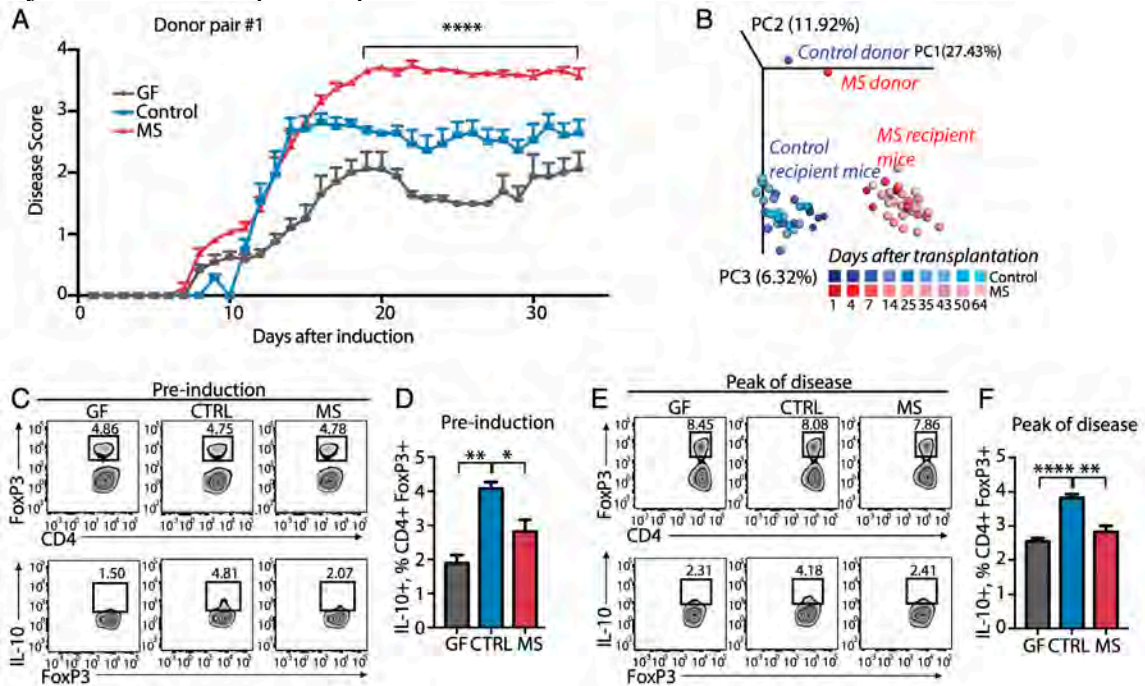 A
Donor pair #1
****
4
3
2
1
0
GF
Control
MS
Disease Score
0
10
20
30
Days after induction
B
PC2 (11.92%)
Control donor
PC1(27.43%)
MS donor
Control
recipient mice
MS recipient
mice
PC3 (6.32%)
Days after transplantation
Control
MS
1 4 7 14 25 35 43 50 64
C
Pre-induction
GF CTRL MS
4.86 4.75 4.78
FoxP3
CD4
1.50 4.81 2.07
IL-10
FoxP3
D
Pre-induction
** *
5
4
3
2
1
0
IL-10+, % CD4+ FoxP3+
GF CTRL MS
E
Peak of disease
GF CTRL MS
8.45 8.08 7.86
FoxP3
CD4
2.31 4.18 2.41
IL-10
FoxP3
F
Peak of disease
**** **
5
4
3
2
1
0
IL-10+, % CD4+ FoxP3+
GF CTRL MS